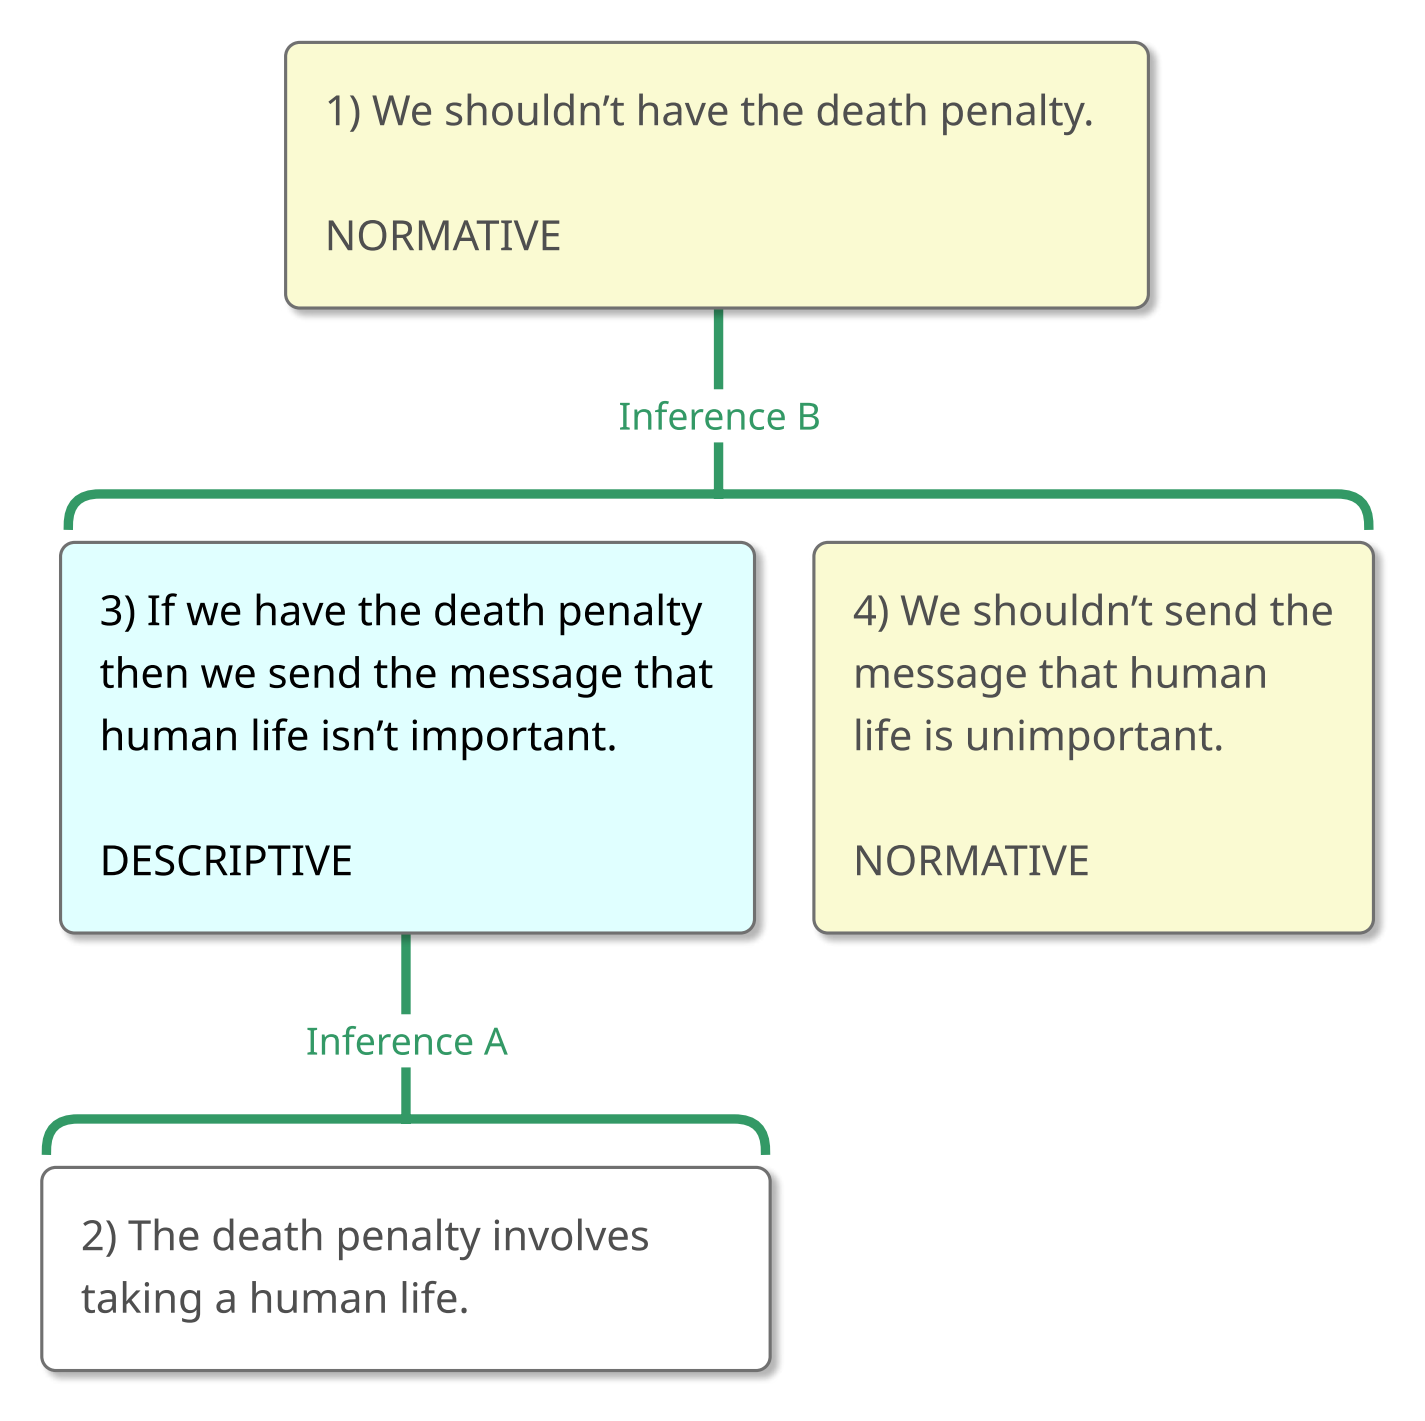 1) We shouldn’t have the death penalty.
NORMATIVE
Inference B
3) If we have the death penalty
then we send the message that
human life isn’t important.
DESCRIPTIVE
4) We shouldn’t send the
message that human
life is unimportant.
NORMATIVE
Inference A
2) The death penalty involves
taking a human life.